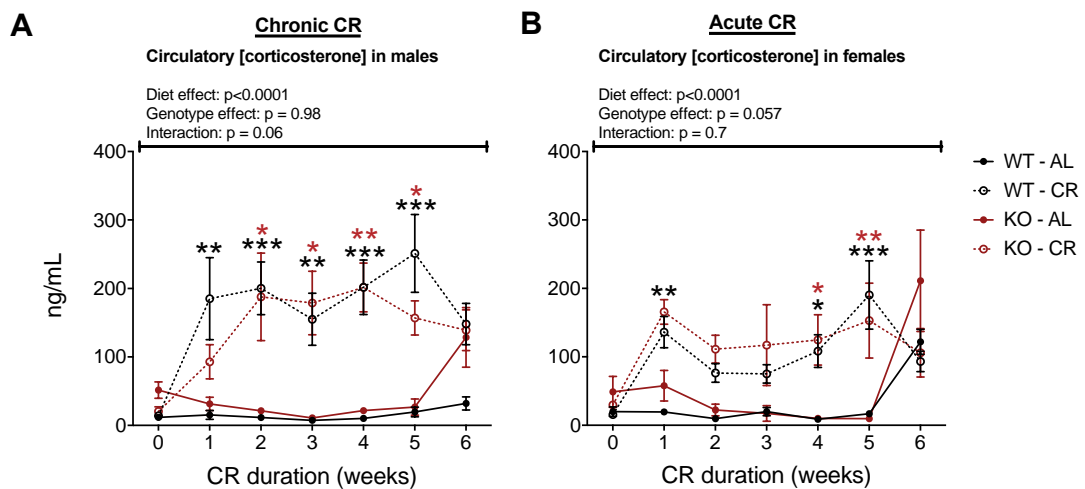 A
Chronic CR
Circulatory [corticosterone] in males
Diet effect: p<0.0001
Genotype effect: p = 0.98
Interaction: p = 0.06
400
300
200
100
0
ng/mL
** * *** * ** ** *** * ***
0 1 2 3 4 5 6
CR duration (weeks)
B
Acute CR
Circulatory [corticosterone] in females
Diet effect: p<0.0001
Genotype effect: p = 0.057
Interaction: p = 0.7
400
300
200
100
0
** * * ** ***
0 1 2 3 4 5 6
CR duration (weeks)
WT - AL
WT - CR
KO - AL
KO - CR